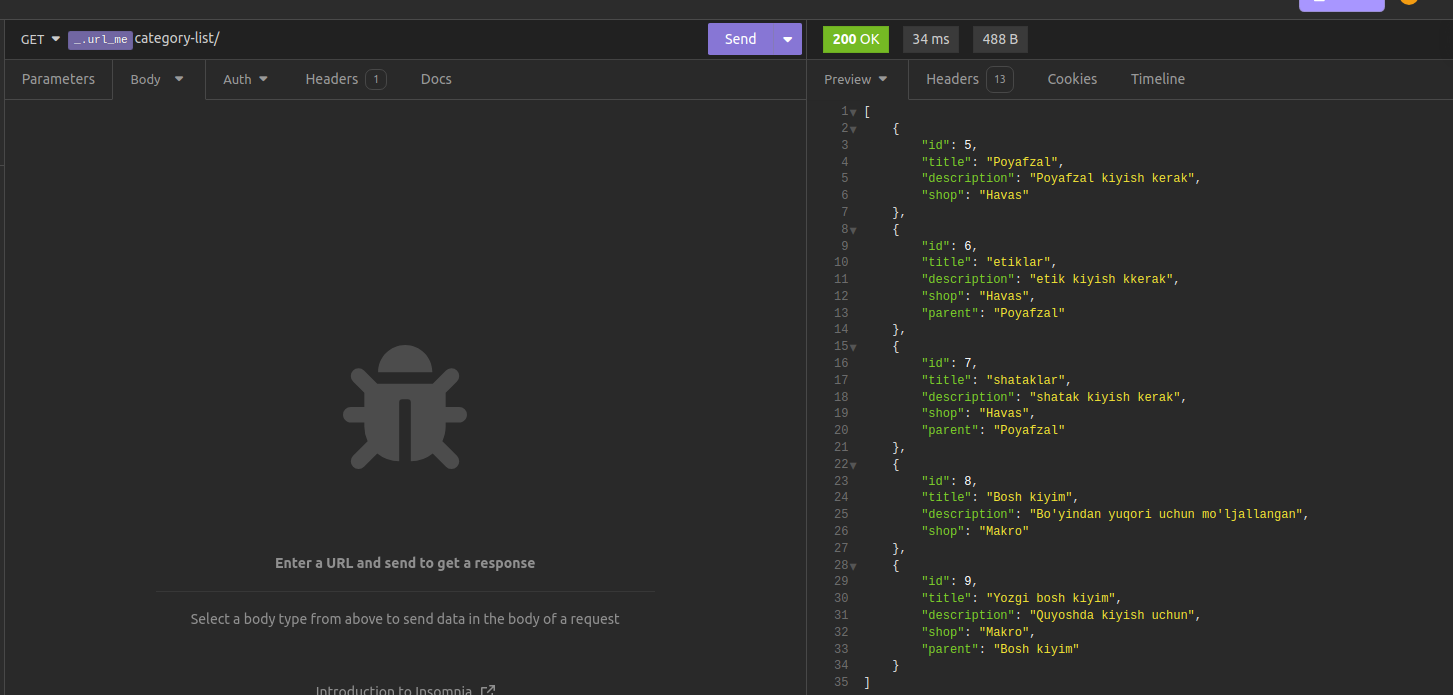 GET _.url_me category-list/ Send
Parameters Body Auth Headers 1 Docs
Enter a URL and send to get a response
Select a body type from above to send data in the body of a request
Introduction to Insomnia
200 OK 34 ms 488 B
Preview Headers 13 Cookies Timeline
1 [
2 {
3 "id": 5,
4 "title": "Poyafzal",
5 "description": "Poyafzal kiyish kerak",
6 "shop": "Havas"
7 },
8 {
9 "id": 6,
10 "title": "etiklar",
11 "description": "etik kiyish kkerak",
12 "shop": "Havas",
13 "parent": "Poyafzal"
14 },
15 {
16 "id": 7,
17 "title": "shataklar",
18 "description": "shatak kiyish kerak",
19 "shop": "Havas",
20 "parent": "Poyafzal"
21 },
22 {
23 "id": 8,
24 "title": "Bosh kiyim",
25 "description": "Bo'yindan yuqori uchun mo'ljallangan",
26 "shop": "Makro"
27 },
28 {
29 "id": 9,
30 "title": "Yozgi bosh kiyim",
31 "description": "Quyoshda kiyish uchun",
32 "shop": "Makro",
33 "parent": "Bosh kiyim"
34 }
35 ]